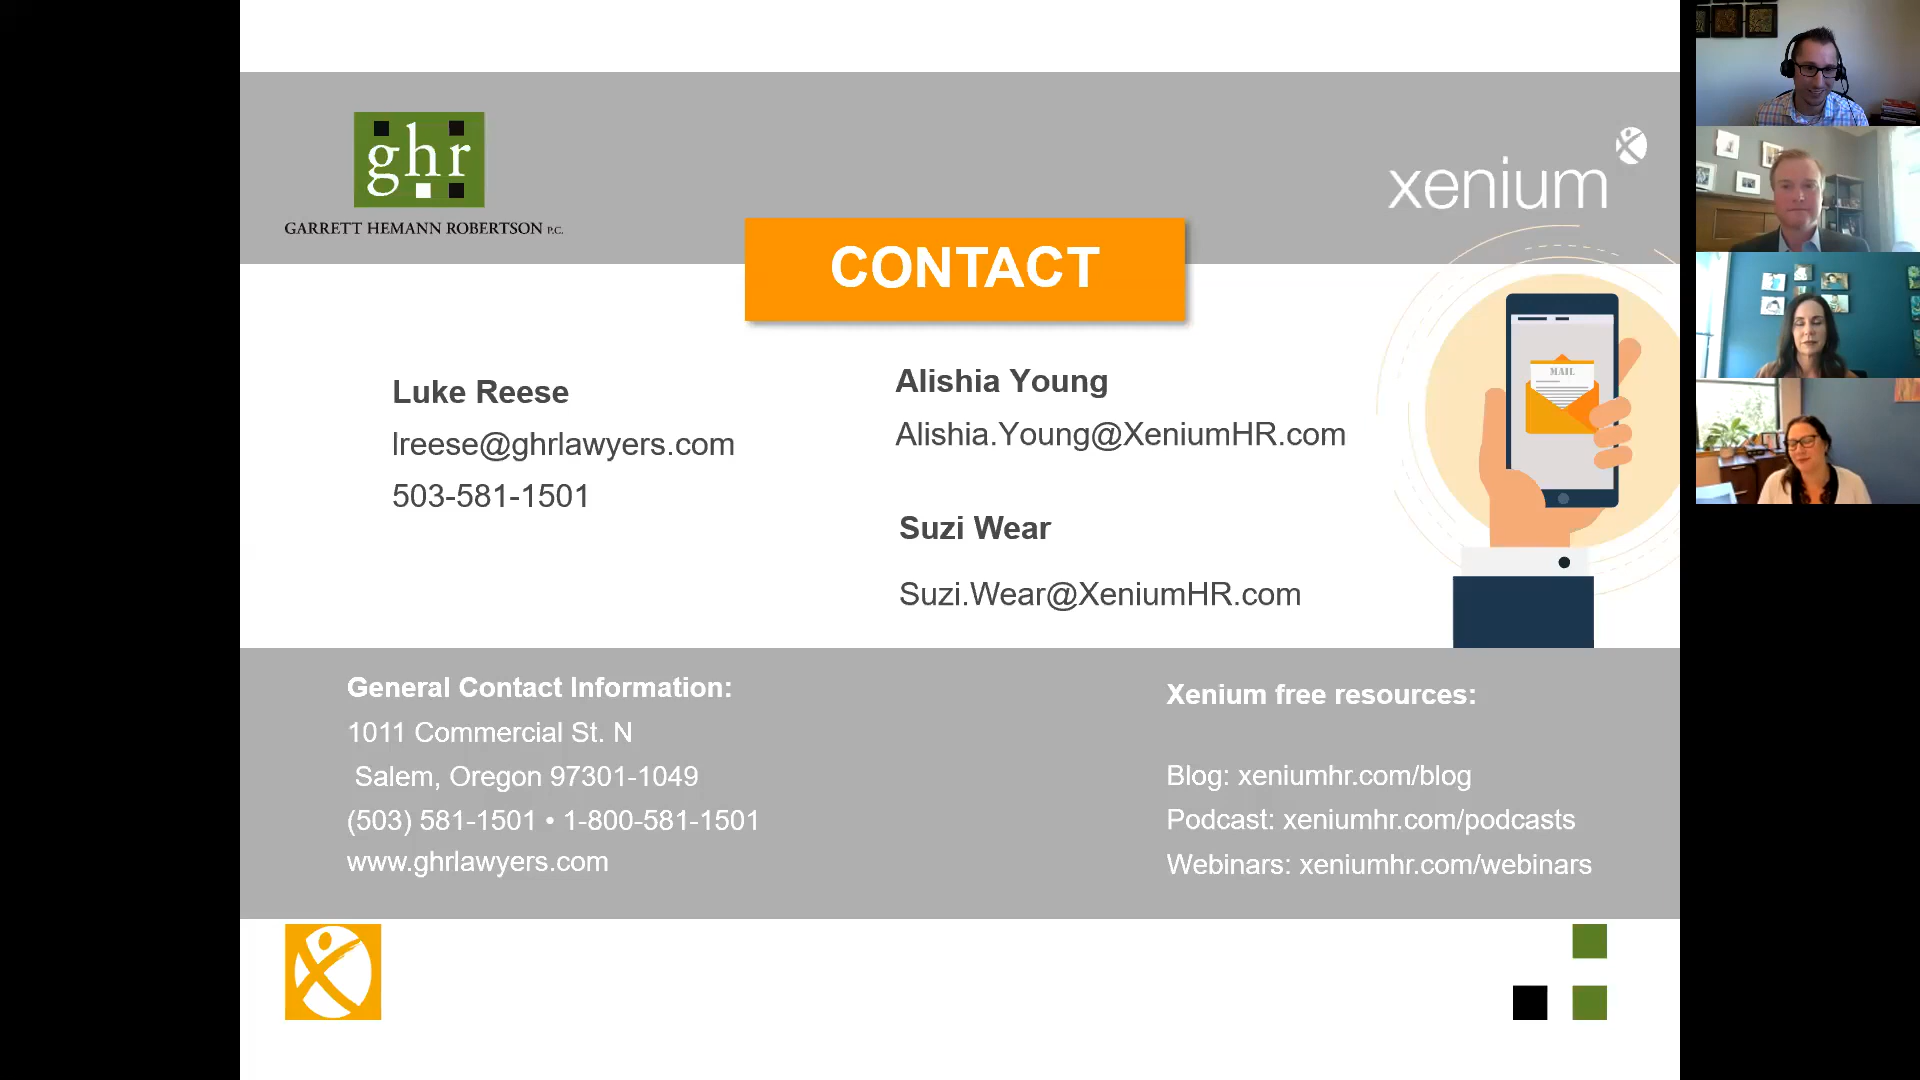 ghr
GARRETT HEMANN ROBERTSON P.C.
xenium
CONTACT
Luke Reese
lreese@ghrlawyers.com
503-581-1501
Alishia Young
Alishia.Young@XeniumHR.com
Suzi Wear
Suzi.Wear@XeniumHR.com
MAIL
General Contact Information:
1011 Commercial St. N
Salem, Oregon 97301-1049
(503) 581-1501 • 1-800-581-1501
www.ghrlawyers.com
Xenium free resources:
Blog: xeniumhr.com/blog
Podcast: xeniumhr.com/podcasts
Webinars: xeniumhr.com/webinars